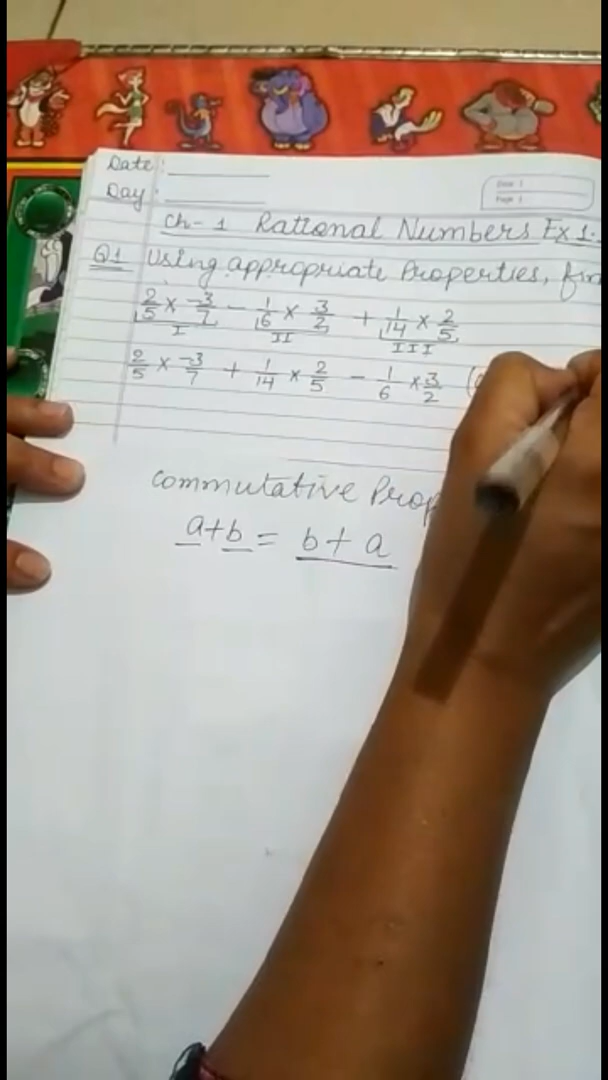 Date :
Day :
Ch- 1 Rational Numbers Ex 1.
Q1 Using appropriate Properties, fin
2/5 × -3/7 - 1/6 × 3/2 + 1/14 × 2/5
I II III
2/5 × -3/7 + 1/14 × 2/5 - 1/6 × 3/2 (
Commutative Prop
a+b = b+a